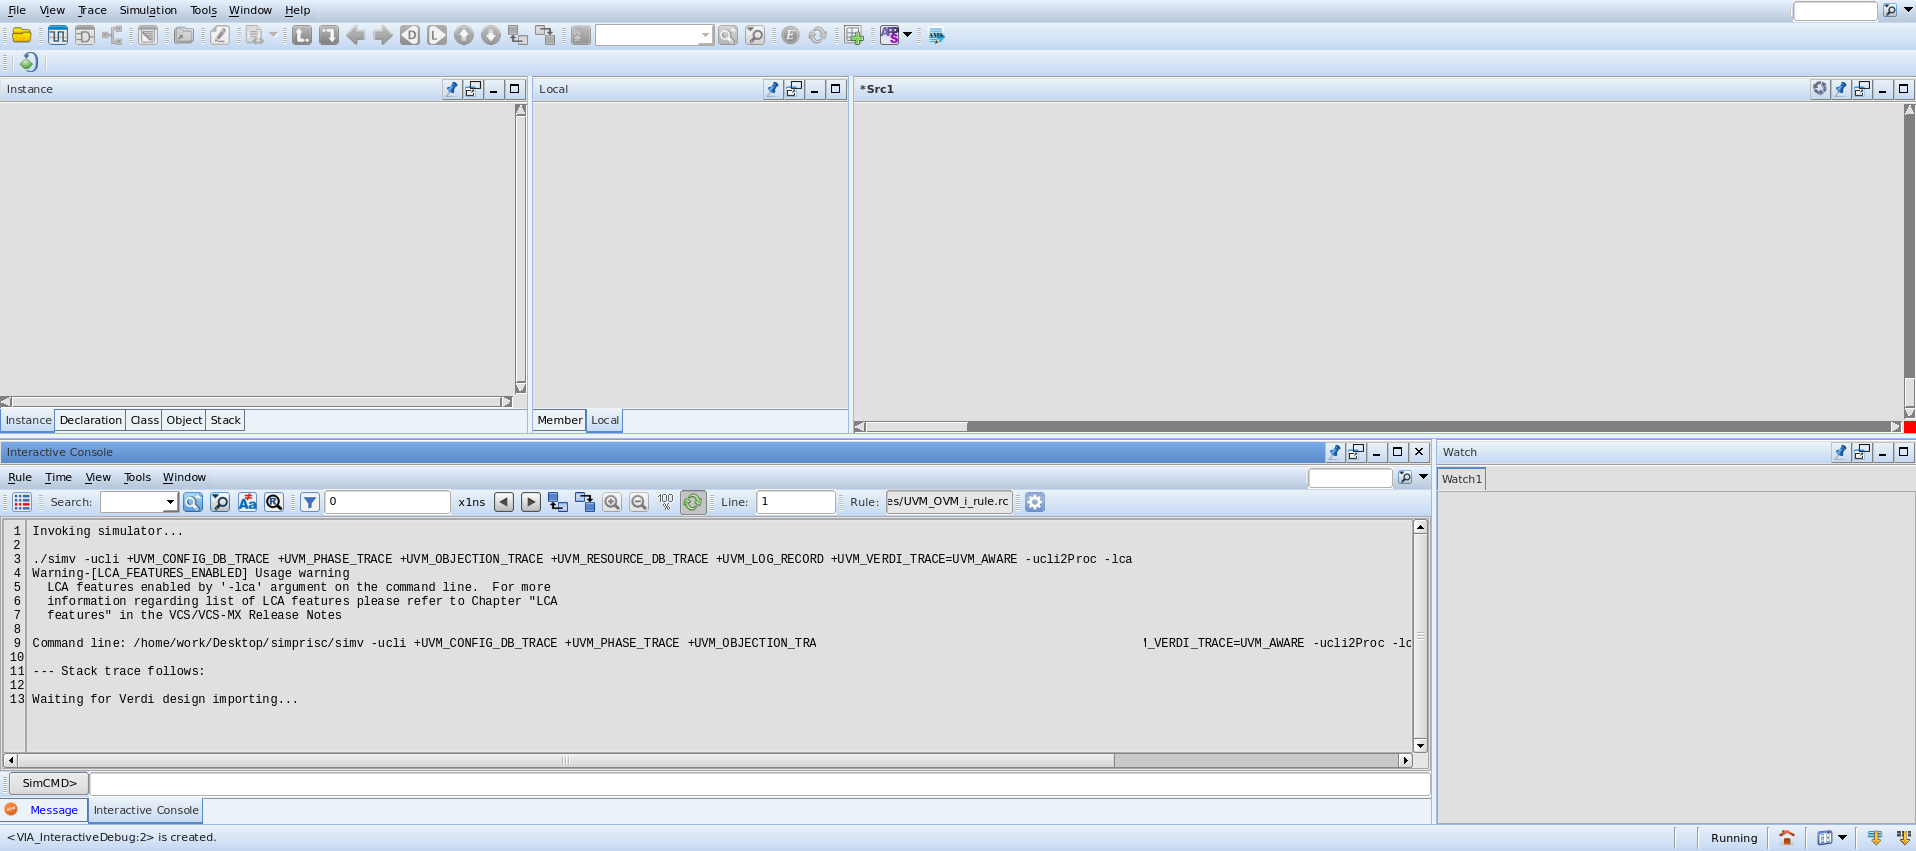 File View Trace Simulation Tools Window Help
Instance
Local
*Src1
Instance Declaration Class Object Stack
Member Local
Interactive Console
Watch
Rule Time View Tools Window
Watch1
Search: 0 x1ns 100 % Line: 1 Rule: es/UVM_OVM_i_rule.rc
1 Invoking simulator...
2
3 ./simv -ucli +UVM_CONFIG_DB_TRACE +UVM_PHASE_TRACE +UVM_OBJECTION_TRACE +UVM_RESOURCE_DB_TRACE +UVM_LOG_RECORD +UVM_VERDI_TRACE=UVM_AWARE -ucli2Proc -lca
4 Warning-[LCA_FEATURES_ENABLED] Usage warning
5 LCA features enabled by '-lca' argument on the command line.  For more
6 information regarding list of LCA features please refer to Chapter "LCA
7 features" in the VCS/VCS-MX Release Notes
8
9 Command line: /home/work/Desktop/simprisc/simv -ucli +UVM_CONFIG_DB_TRACE +UVM_PHASE_TRACE +UVM_OBJECTION_TRA M_VERDI_TRACE=UVM_AWARE -ucli2Proc -lc
10
11 --- Stack trace follows:
12
13 Waiting for Verdi design importing...
SimCMD>
Message Interactive Console
<VIA_InteractiveDebug:2> is created.
Running